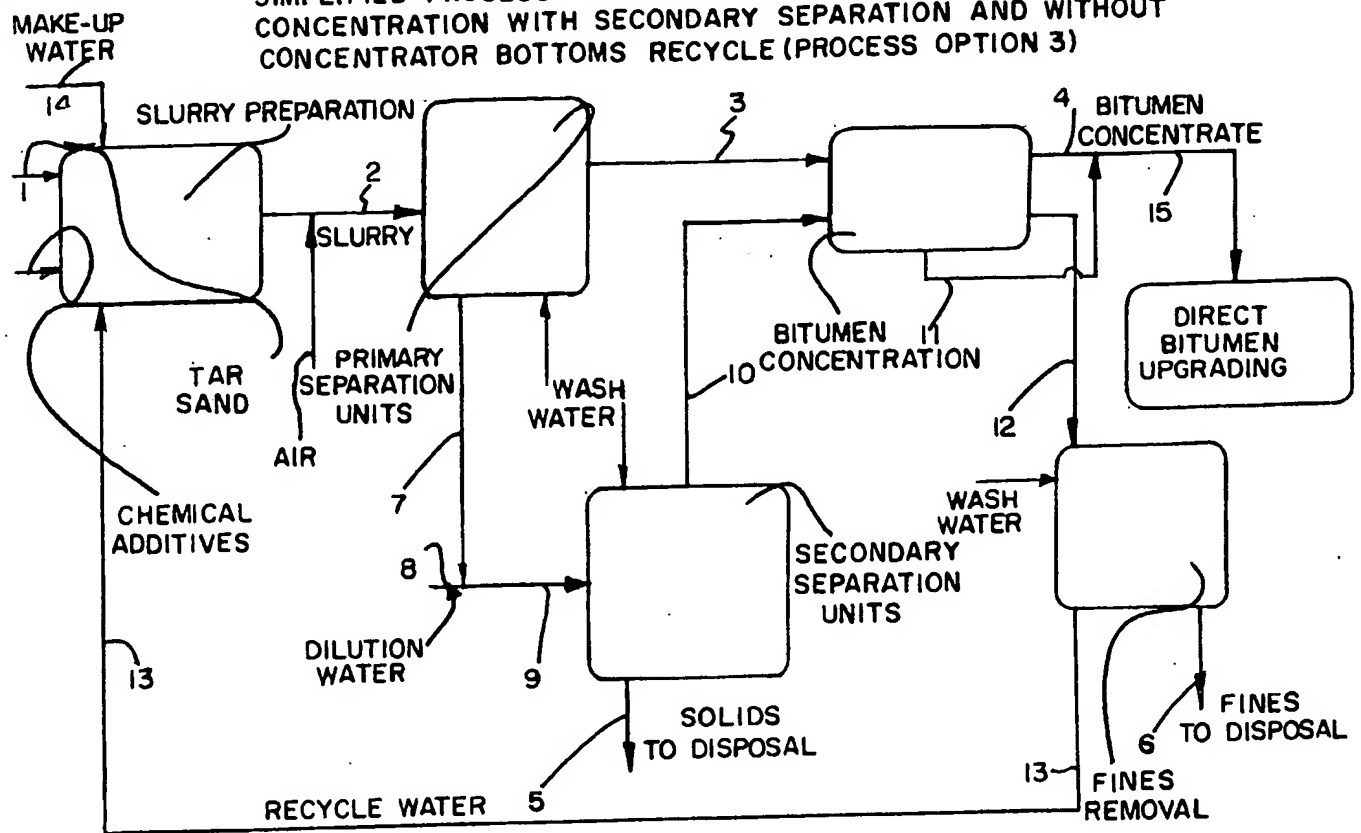 SIMPLIFIED PROCESS
CONCENTRATION WITH SECONDARY SEPARATION AND WITHOUT
CONCENTRATOR BOTTOMS RECYCLE (PROCESS OPTION 3)
MAKE-UP
WATER
14
SLURRY PREPARATION
1
2
SLURRY
3
4
BITUMEN
CONCENTRATE
15
TAR
SAND
AIR
PRIMARY
SEPARATION
UNITS
WASH
WATER
BITUMEN
CONCENTRATION
10
11
12
DIRECT
BITUMEN
UPGRADING
CHEMICAL
ADDITIVES
7
8
DILUTION
WATER
9
SECONDARY
SEPARATION
UNITS
WASH
WATER
13
5
SOLIDS
TO DISPOSAL
6
FINES
TO DISPOSAL
13
FINES
REMOVAL
RECYCLE WATER